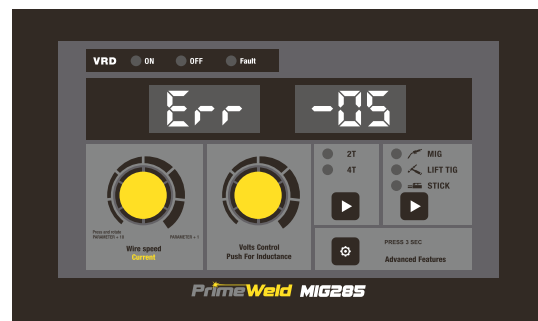 VRD ON OFF Fault
Err -05
2T
4T
MIG
LIFT TIG
STICK
Press and rotate
PARAMETER + 10
PARAMETER + 1
Wire speed
Current
Volts Control
Push For Inductance
PRESS 3 SEC
Advanced Features
PrimeWeld MIG285